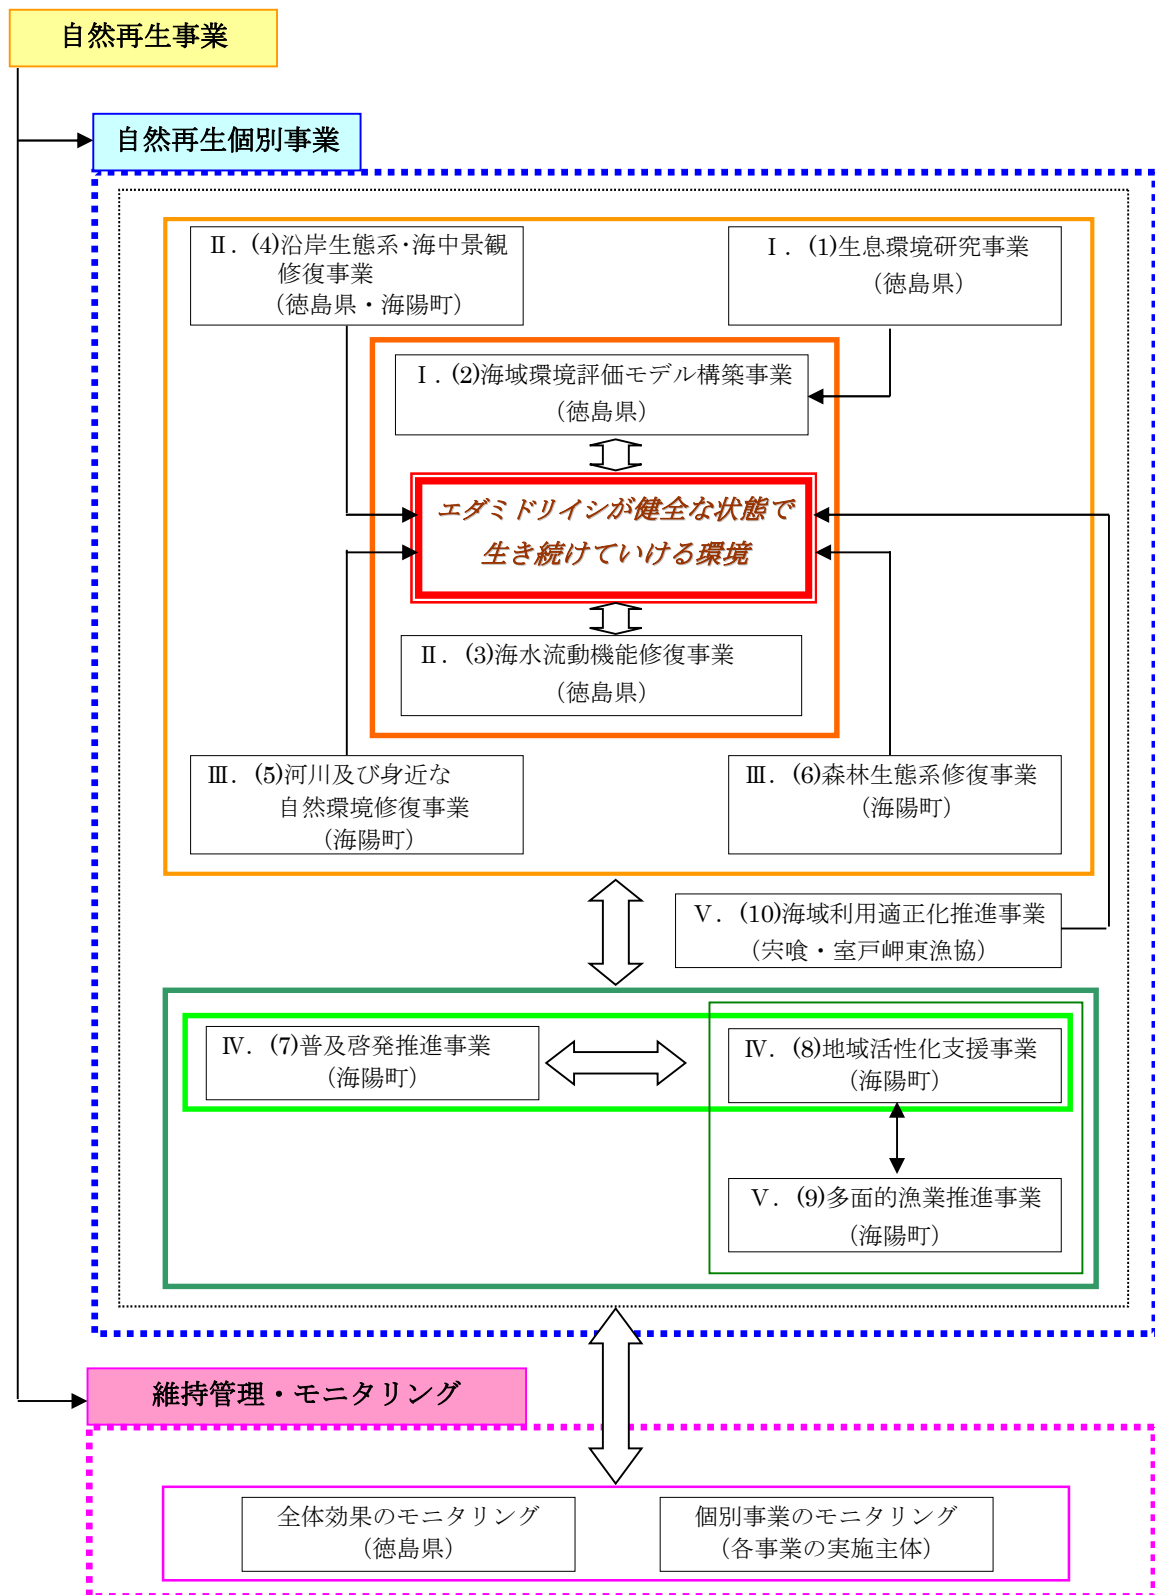 自然再生事業
自然再生個別事業
Ⅱ．(4)沿岸生態系･海中景観
修復事業
（徳島県・海陽町）
Ⅰ．(1)生息環境研究事業
（徳島県）
Ⅰ．(2)海域環境評価モデル構築事業
（徳島県）
エダミドリイシが健全な状態で
生き続けていける環境
Ⅱ．(3)海水流動機能修復事業
（徳島県）
Ⅲ．(5)河川及び身近な
自然環境修復事業
（海陽町）
Ⅲ．(6)森林生態系修復事業
（海陽町）
Ⅴ．(10)海域利用適正化推進事業
（宍喰・室戸岬東漁協）
Ⅳ．(7)普及啓発推進事業
（海陽町）
Ⅳ．(8)地域活性化支援事業
（海陽町）
Ⅴ．(9)多面的漁業推進事業
（海陽町）
維持管理・モニタリング
全体効果のモニタリング
（徳島県）
個別事業のモニタリング
（各事業の実施主体）